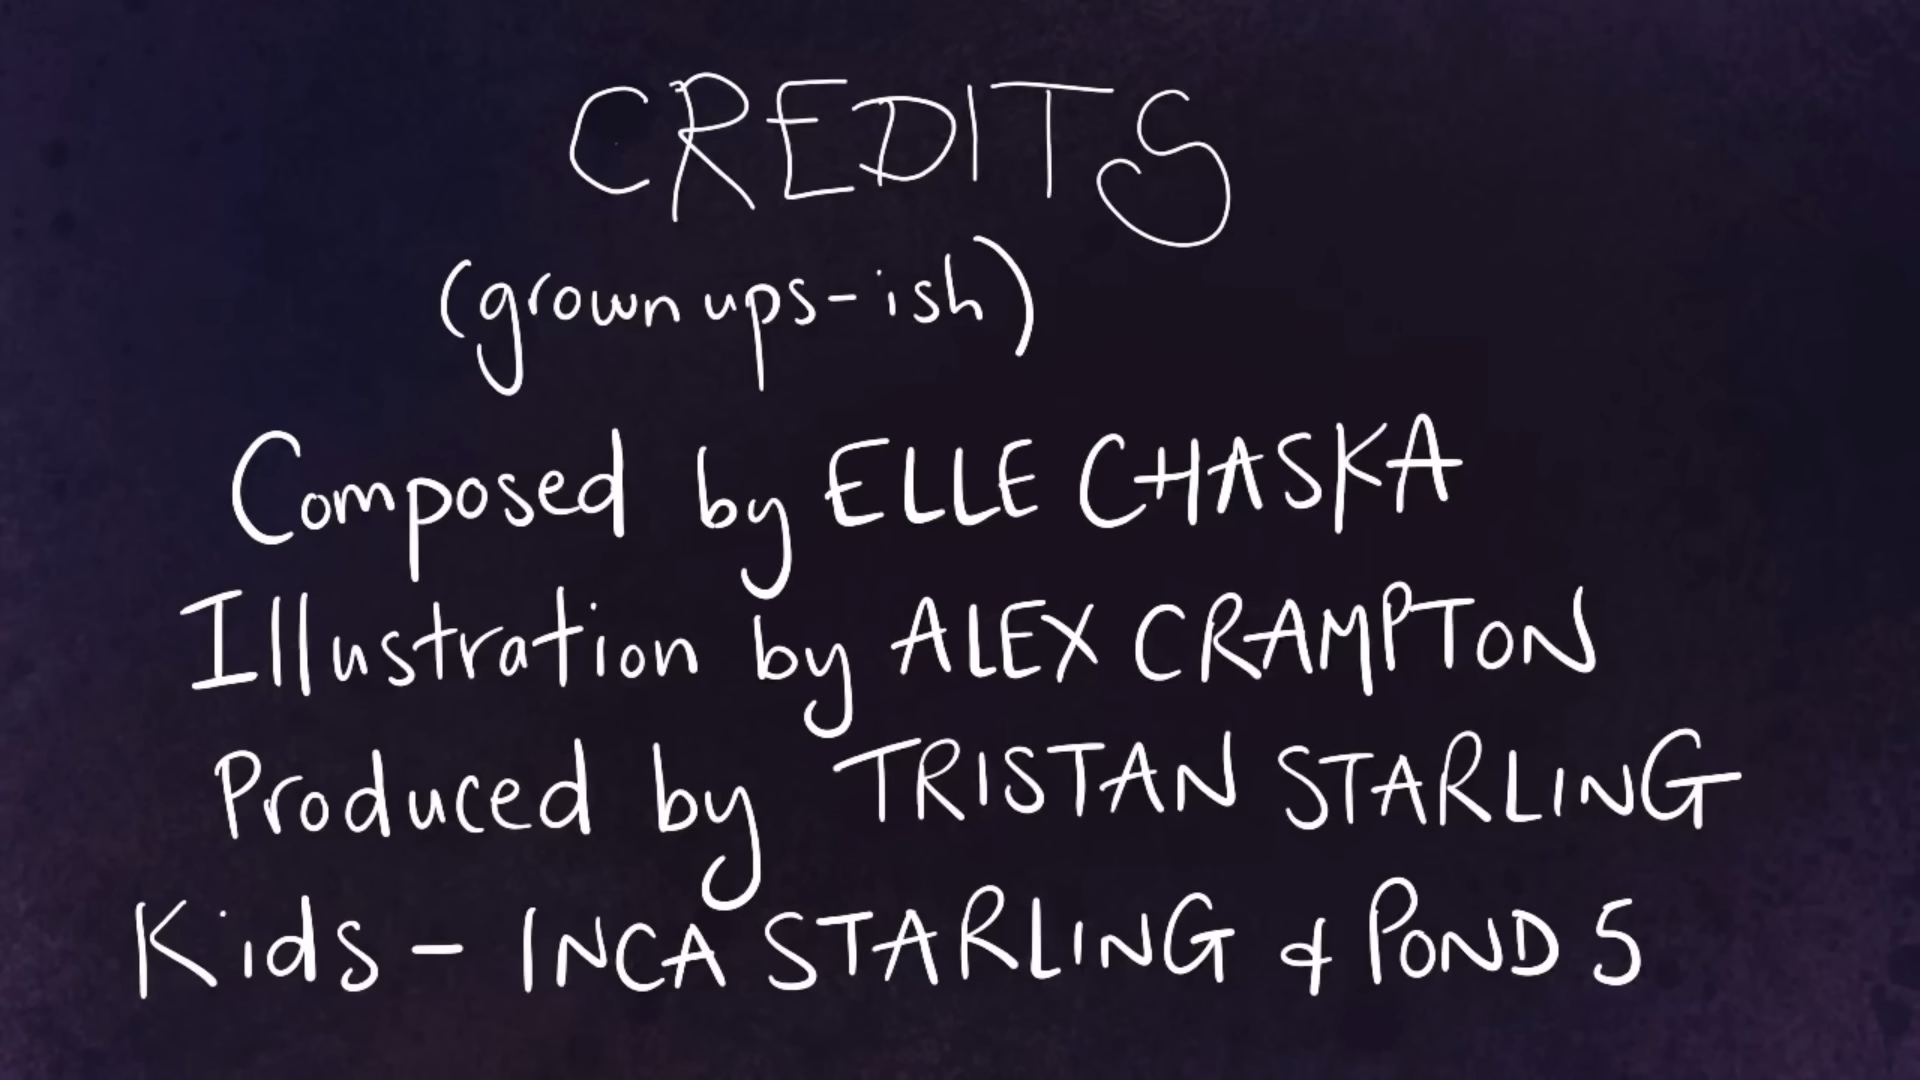 CREDITS
(grown ups-ish)
Composed by ELLE CHASKA
Illustration by ALEX CRAMPTON
Produced by TRISTAN STARLING
Kids - INCA STARLING & POND 5